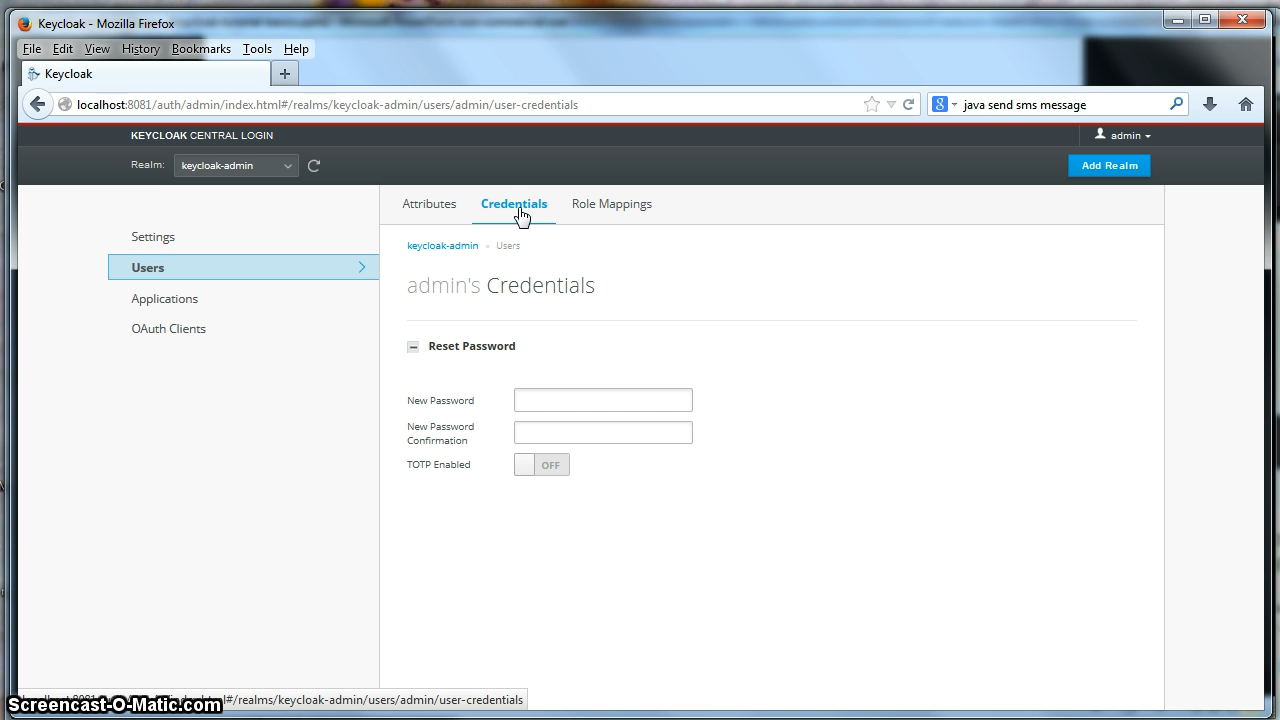 Keycloak - Mozilla Firefox
File Edit View History Bookmarks Tools Help
Keycloak
localhost:8081/auth/admin/index.html#/realms/keycloak-admin/users/admin/user-credentials
java send sms message
KEYCLOAK CENTRAL LOGIN
admin
Realm: keycloak-admin
Add Realm
Attributes Credentials Role Mappings
Settings
Users
Applications
OAuth Clients
keycloak-admin » Users
admin's Credentials
Reset Password
New Password
New Password
Confirmation
TOTP Enabled OFF
#/realms/keycloak-admin/users/admin/user-credentials
Screencast-O-Matic.com